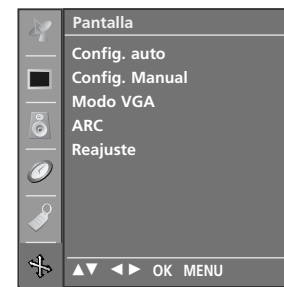 Pantalla
Config. auto
Config. Manual
Modo VGA
ARC
Reajuste
▲▼ ◄► OK MENU